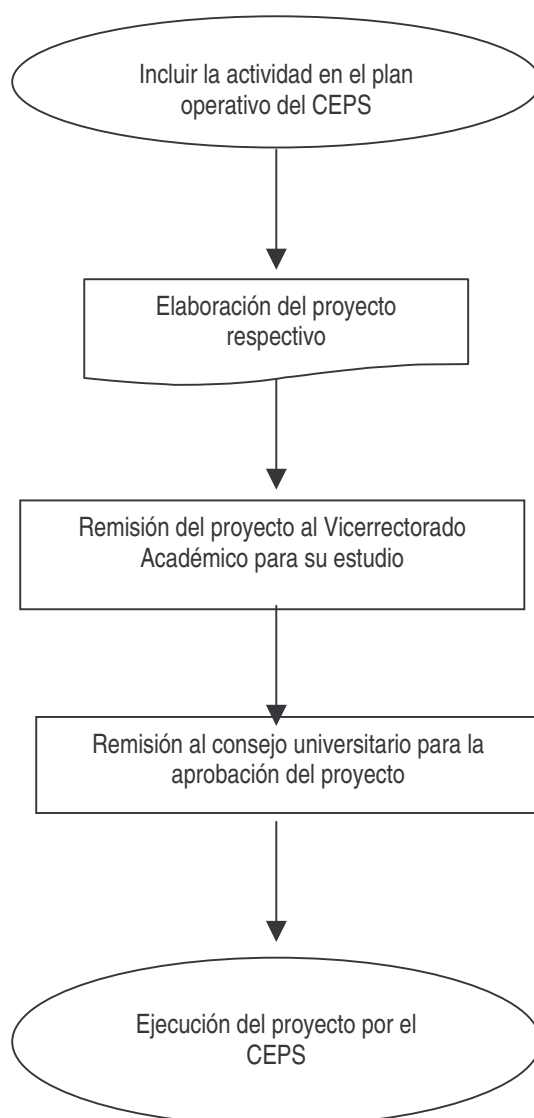 Incluir la actividad en el plan
operativo del CEPS
Elaboración del proyecto
respectivo
Remisión del proyecto al Vicerrectorado
Académico para su estudio
Remisión al consejo universitario para la
aprobación del proyecto
Ejecución del proyecto por el
CEPS